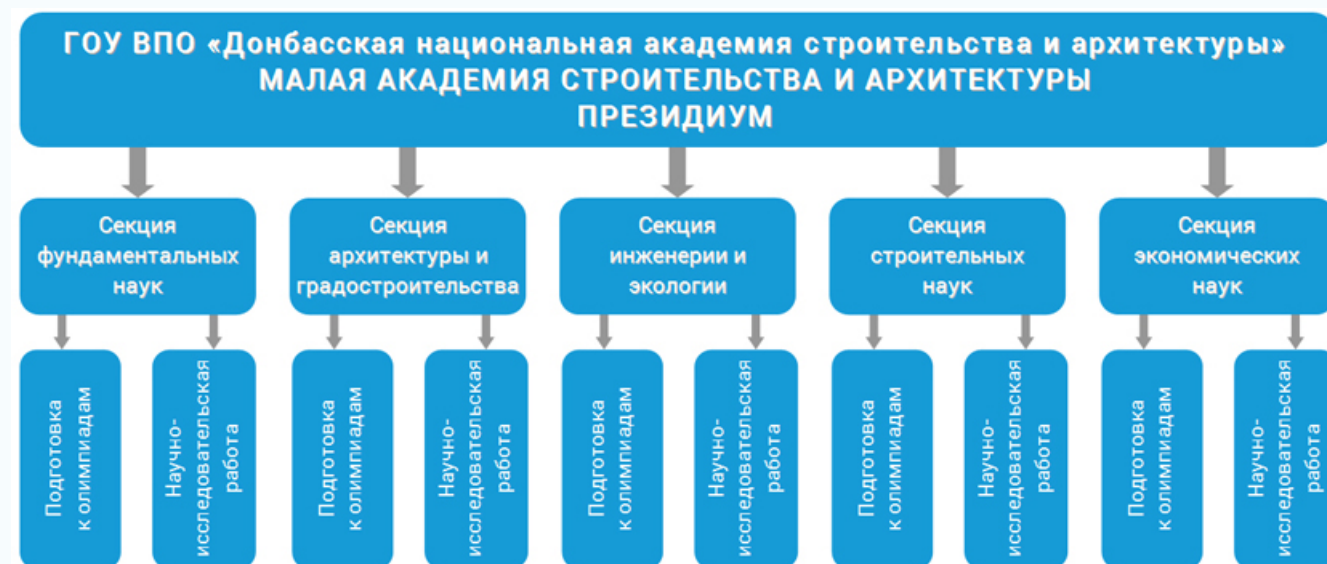 ГОУ ВПО «Донбасская национальная академия строительства и архитектуры»
МАЛАЯ АКАДЕМИЯ СТРОИТЕЛЬСТВА И АРХИТЕКТУРЫ
ПРЕЗИДИУМ
Секция
фундаментальных
наук
Секция
архитектуры и
градостроительства
Секция
инженерии и
экологии
Секция
строительных
наук
Секция
экономических
наук
Подготовка
к олимпиадам
Научно-
исследовательская
работа
Подготовка
к олимпиадам
Научно-
исследовательская
работа
Подготовка
к олимпиадам
Научно-
исследовательская
работа
Подготовка
к олимпиадам
Научно-
исследовательская
работа
Подготовка
к олимпиадам
Научно-
исследовательская
работа